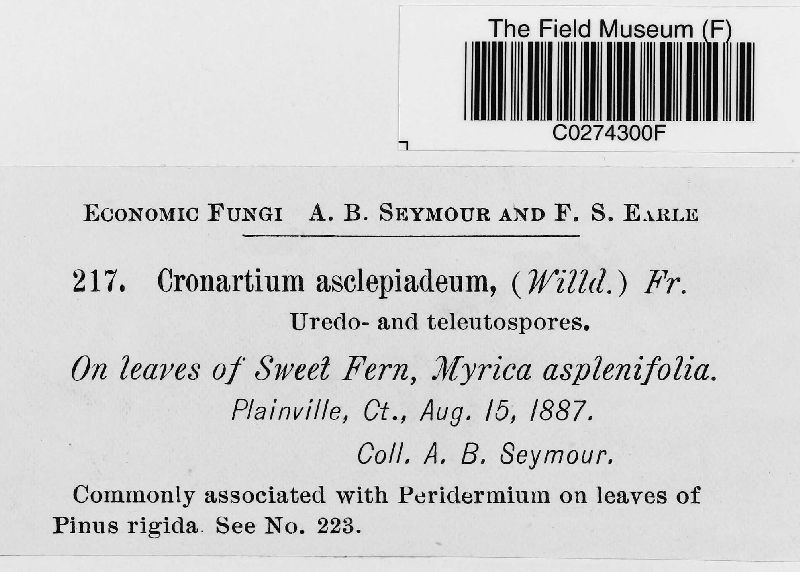 The Field Museum (F)
C0274300F
Economic Fungi A. B. Seymour and F. S. Earle
217. Cronartium asclepiadeum, (Willd.) Fr.
Uredo- and teleutospores.
On leaves of Sweet Fern, Myrica asplenifolia.
Plainville, Ct., Aug. 15, 1887.
Coll. A. B. Seymour.
Commonly associated with Peridermium on leaves of
Pinus rigida. See No. 223.